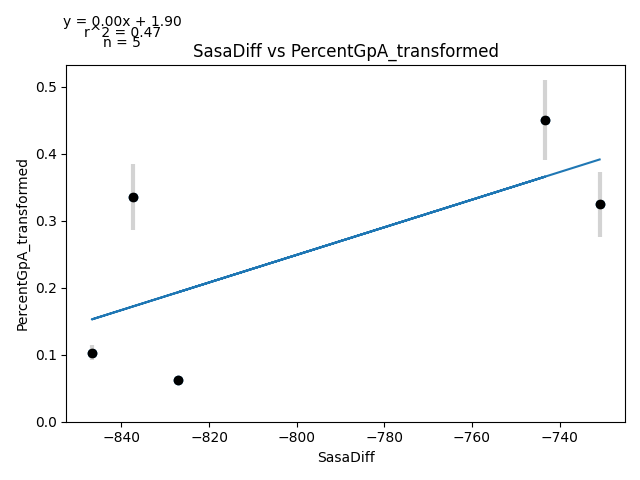 y = 0.00x + 1.90
r^2 = 0.47
n = 5
SasaDiff vs PercentGpA_transformed
PercentGpA_transformed
0.5
0.4
0.3
0.2
0.1
0.0
−840
−820
−800
−780
−760
−740
SasaDiff